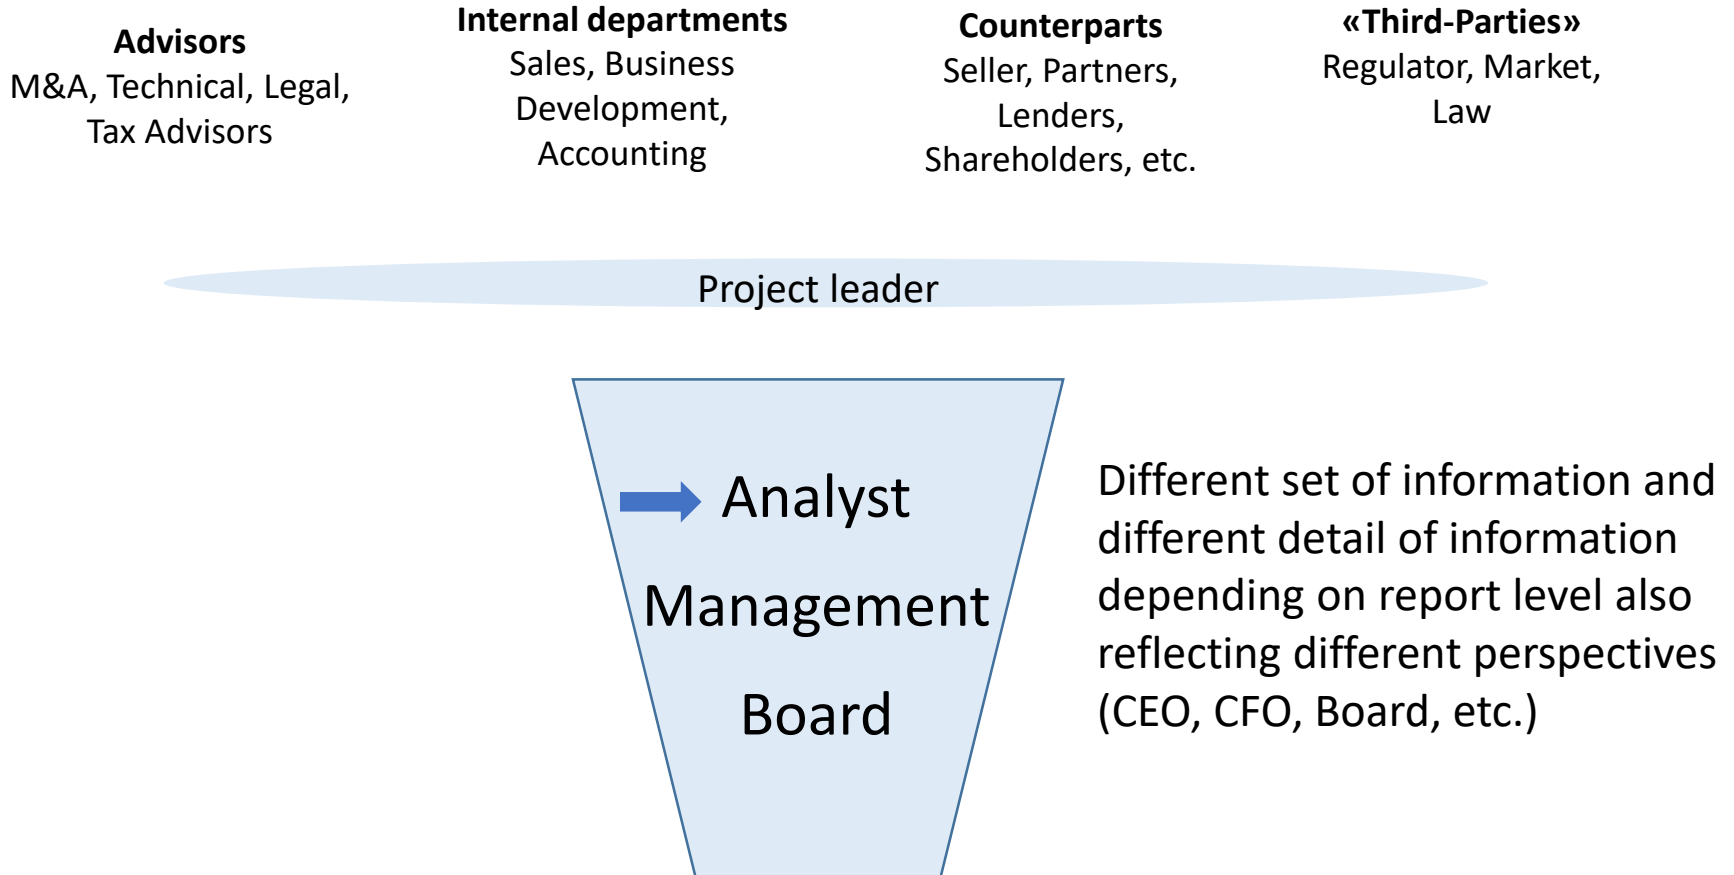 Advisors
M&A, Technical, Legal,
Tax Advisors
Internal departments
Sales, Business
Development,
Accounting
Counterparts
Seller, Partners,
Lenders,
Shareholders, etc.
«Third-Parties»
Regulator, Market,
Law
Project leader
Analyst
Management
Board
Different set of information and
different detail of information
depending on report level also
reflecting different perspectives
(CEO, CFO, Board, etc.)